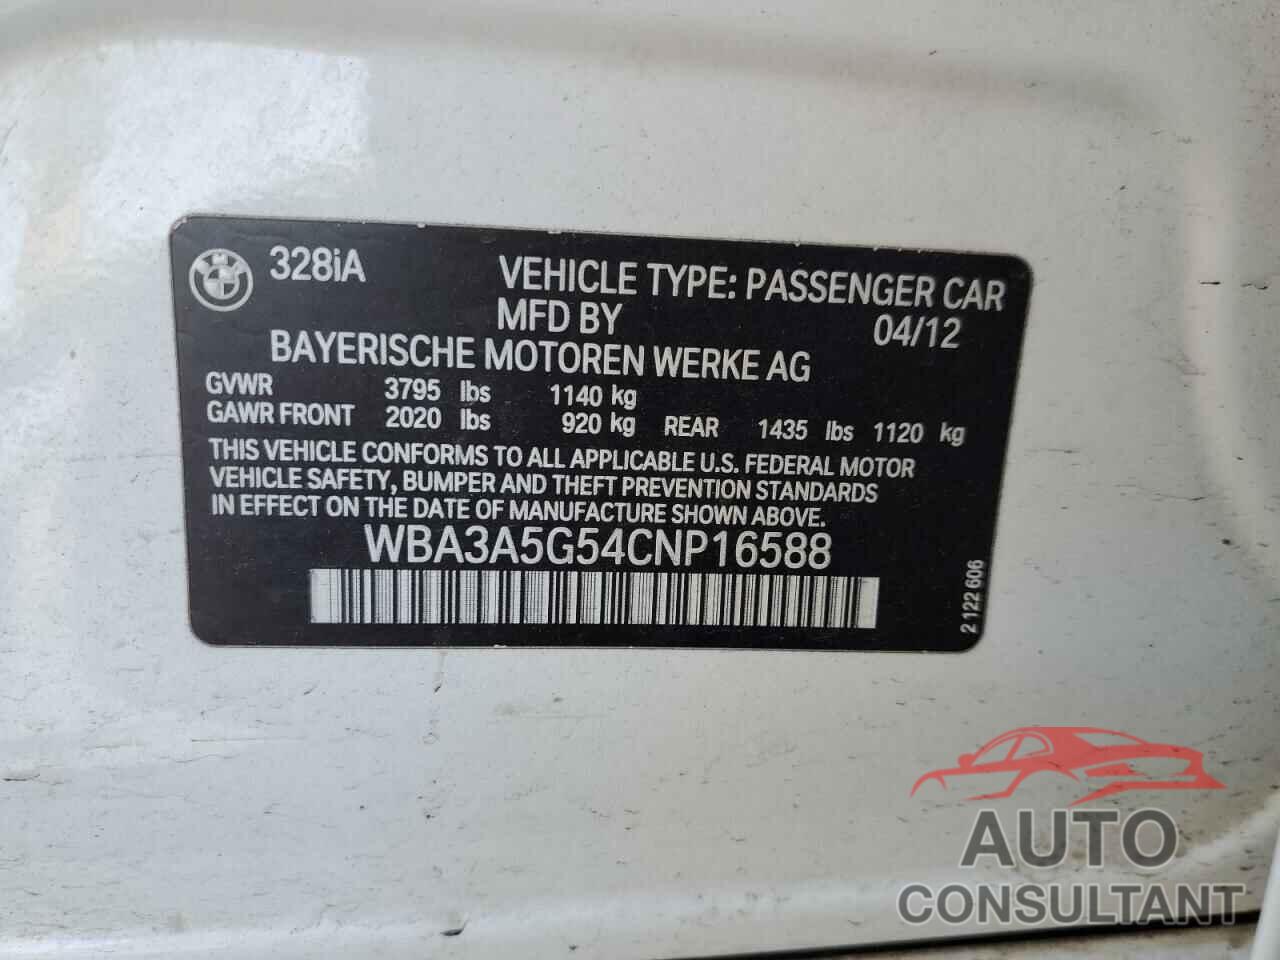 328iA VEHICLE TYPE: PASSENGER CAR
MFD BY 04/12
BAYERISCHE MOTOREN WERKE AG
GVWR 3795 lbs 1140 kg
GAWR FRONT 2020 lbs 920 kg REAR 1435 lbs 1120 kg
THIS VEHICLE CONFORMS TO ALL APPLICABLE U.S. FEDERAL MOTOR
VEHICLE SAFETY, BUMPER AND THEFT PREVENTION STANDARDS
IN EFFECT ON THE DATE OF MANUFACTURE SHOWN ABOVE.
WBA3A5G54CNP16588
2 122 606
AUTO
CONSULTANT